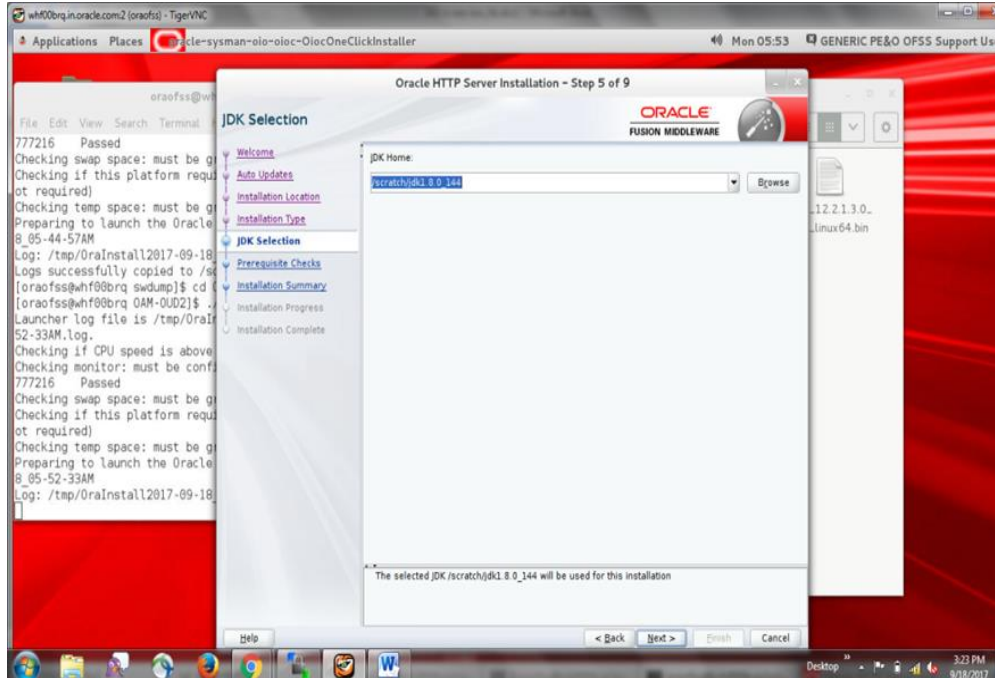 whf00brq.in.oracle.com:2 (oraofss) - TigerVNC
Applications Places racle-sysman-oio-oioc-OiocOneClickInstaller Mon 05:53 GENERIC PE&O OFSS Support Us
Oracle HTTP Server Installation - Step 5 of 9
oraofss@wh
File Edit View Search Terminal
777216 Passed
Checking swap space: must be g
Checking if this platform requ
ot required)
Checking temp space: must be g
Preparing to launch the Oracle
8_05-44-57AM
Log: /tmp/OraInstall2017-09-18
Logs successfully copied to /s
[oraofss@whf00brq swdump]$ cd
[oraofss@whf00brq OAM-OUD2]$ ./
Launcher log file is /tmp/OraI
52-33AM.log.
Checking if CPU speed is above
Checking monitor: must be conf
777216 Passed
Checking swap space: must be g
Checking if this platform requ
ot required)
Checking temp space: must be g
Preparing to launch the Oracle
8_05-52-33AM
Log: /tmp/OraInstall2017-09-18
JDK Selection
ORACLE
FUSION MIDDLEWARE
Welcome
Auto Updates
Installation Location
Installation Type
JDK Selection
Prerequisite Checks
Installation Summary
Installation Progress
Installation Complete
JDK Home:
/scratch/jdk1.8.0_144
Browse
The selected JDK /scratch/jdk1.8.0_144 will be used for this installation
Help < Back Next > Finish Cancel
_12.2.1.3.0_
_linux64.bin
Desktop
3:23 PM
9/18/2017